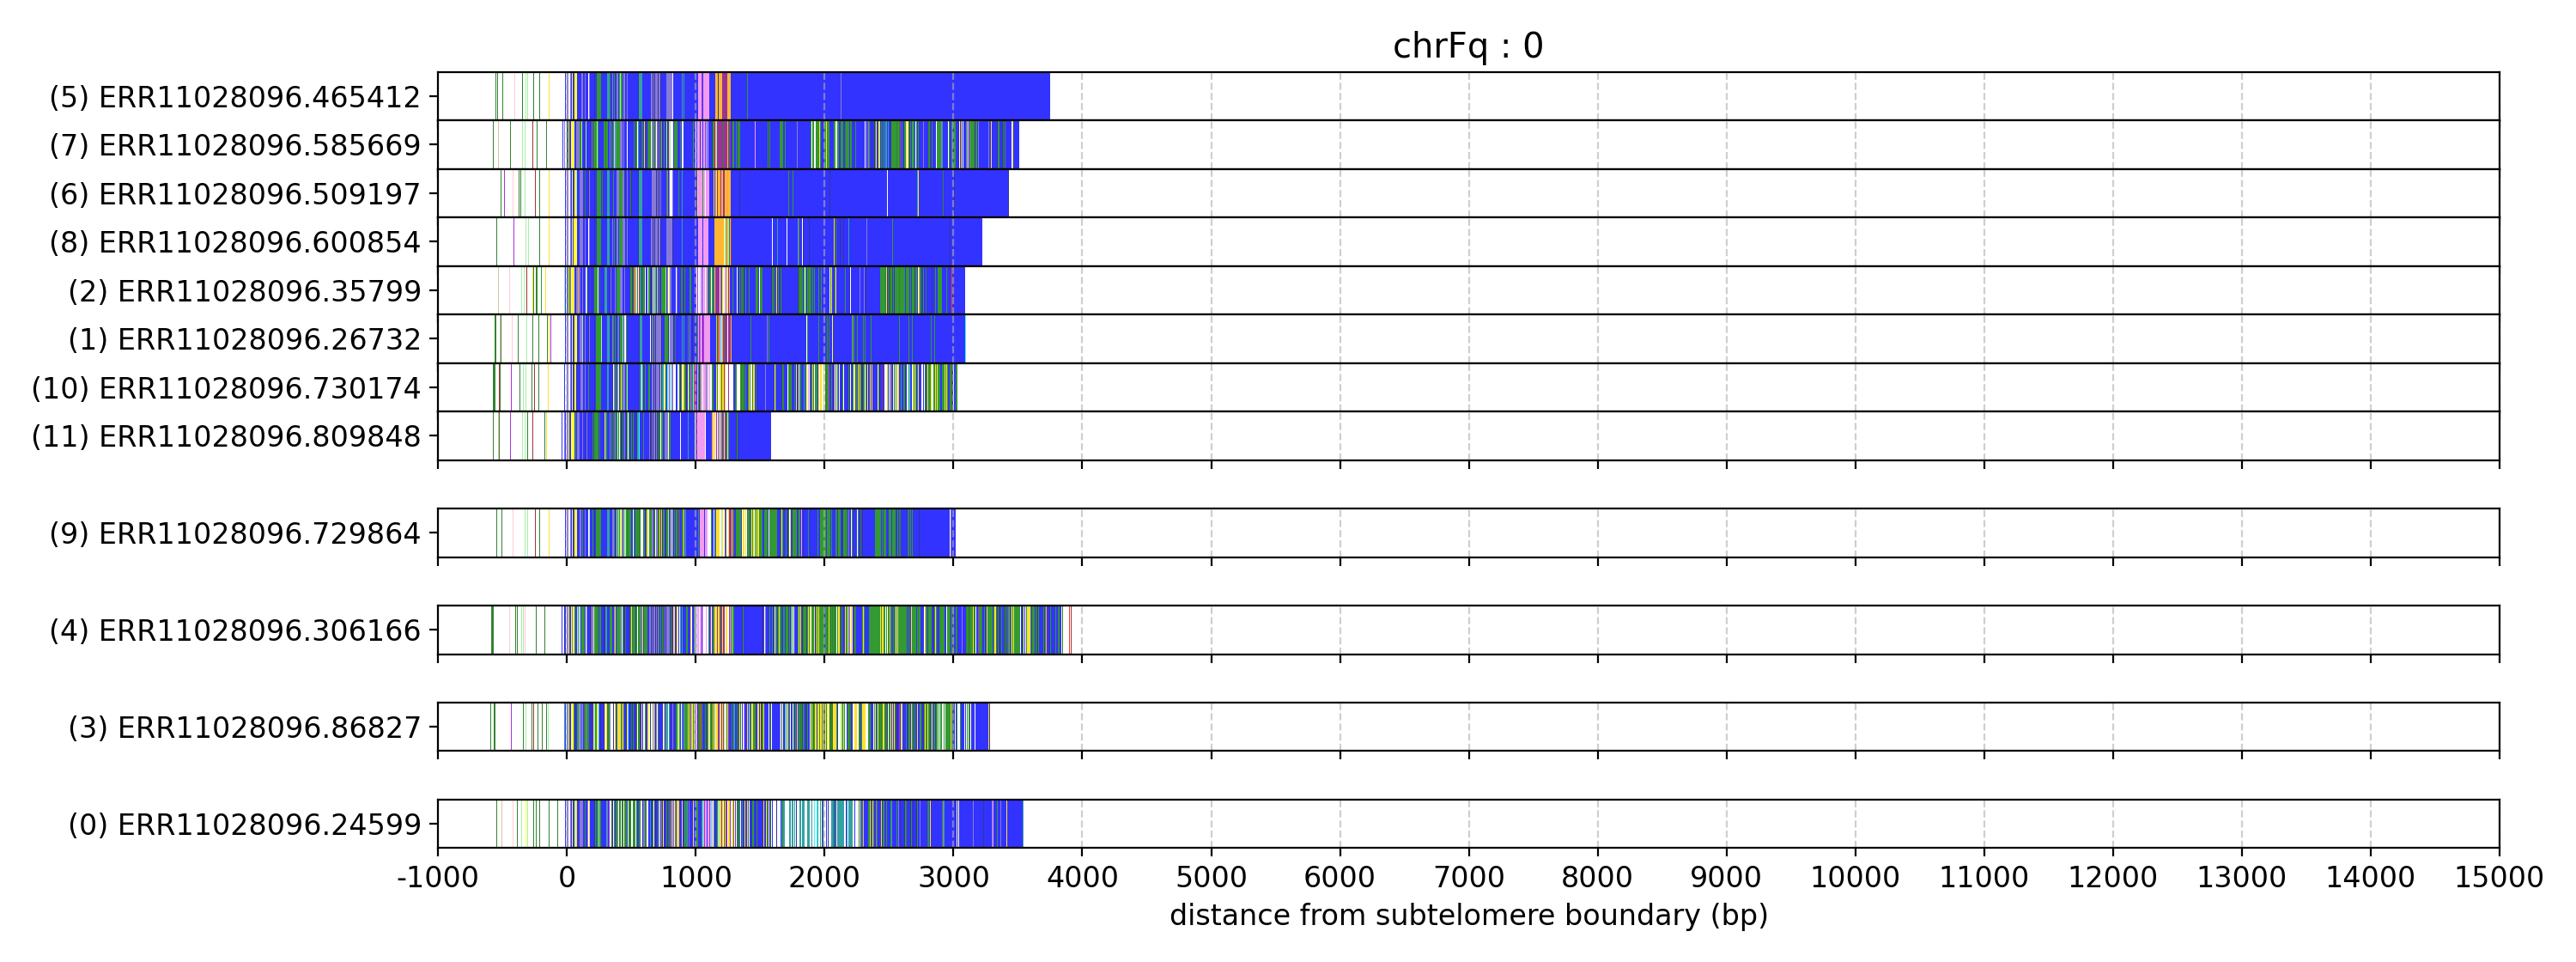 chrFq : 0
(5) ERR11028096.465412
(7) ERR11028096.585669
(6) ERR11028096.509197
(8) ERR11028096.600854
(2) ERR11028096.35799
(1) ERR11028096.26732
(10) ERR11028096.730174
(11) ERR11028096.809848
(9) ERR11028096.729864
(4) ERR11028096.306166
(3) ERR11028096.86827
(0) ERR11028096.24599
-1000 0 1000 2000 3000 4000 5000 6000 7000 8000 9000 10000 11000 12000 13000 14000 15000
distance from subtelomere boundary (bp)